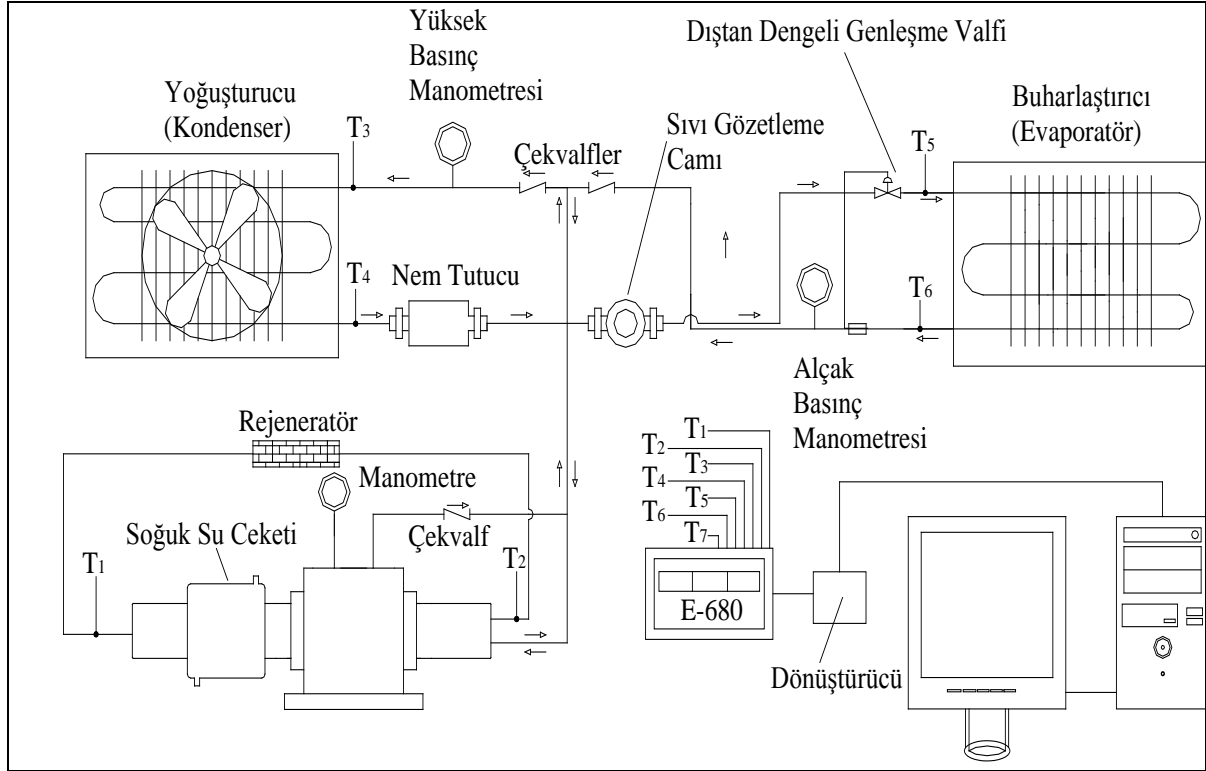 Yüksek
Basınç
Manometresi
Dıştan Dengeli Genleşme Valfi
Yoğuşturucu
(Kondenser)
T3
Çekvalfler
Sıvı Gözetleme
Camı
Buharlaştırıcı
(Evaporatör)
T5
T4
Nem Tutucu
T6
Alçak
Basınç
Manometresi
Rejeneratör
Manometre
Çekvalf
Soğuk Su Ceketi
T1
T2
T1
T2
T3
T4
T5
T6
T7
E-680
Dönüştürücü